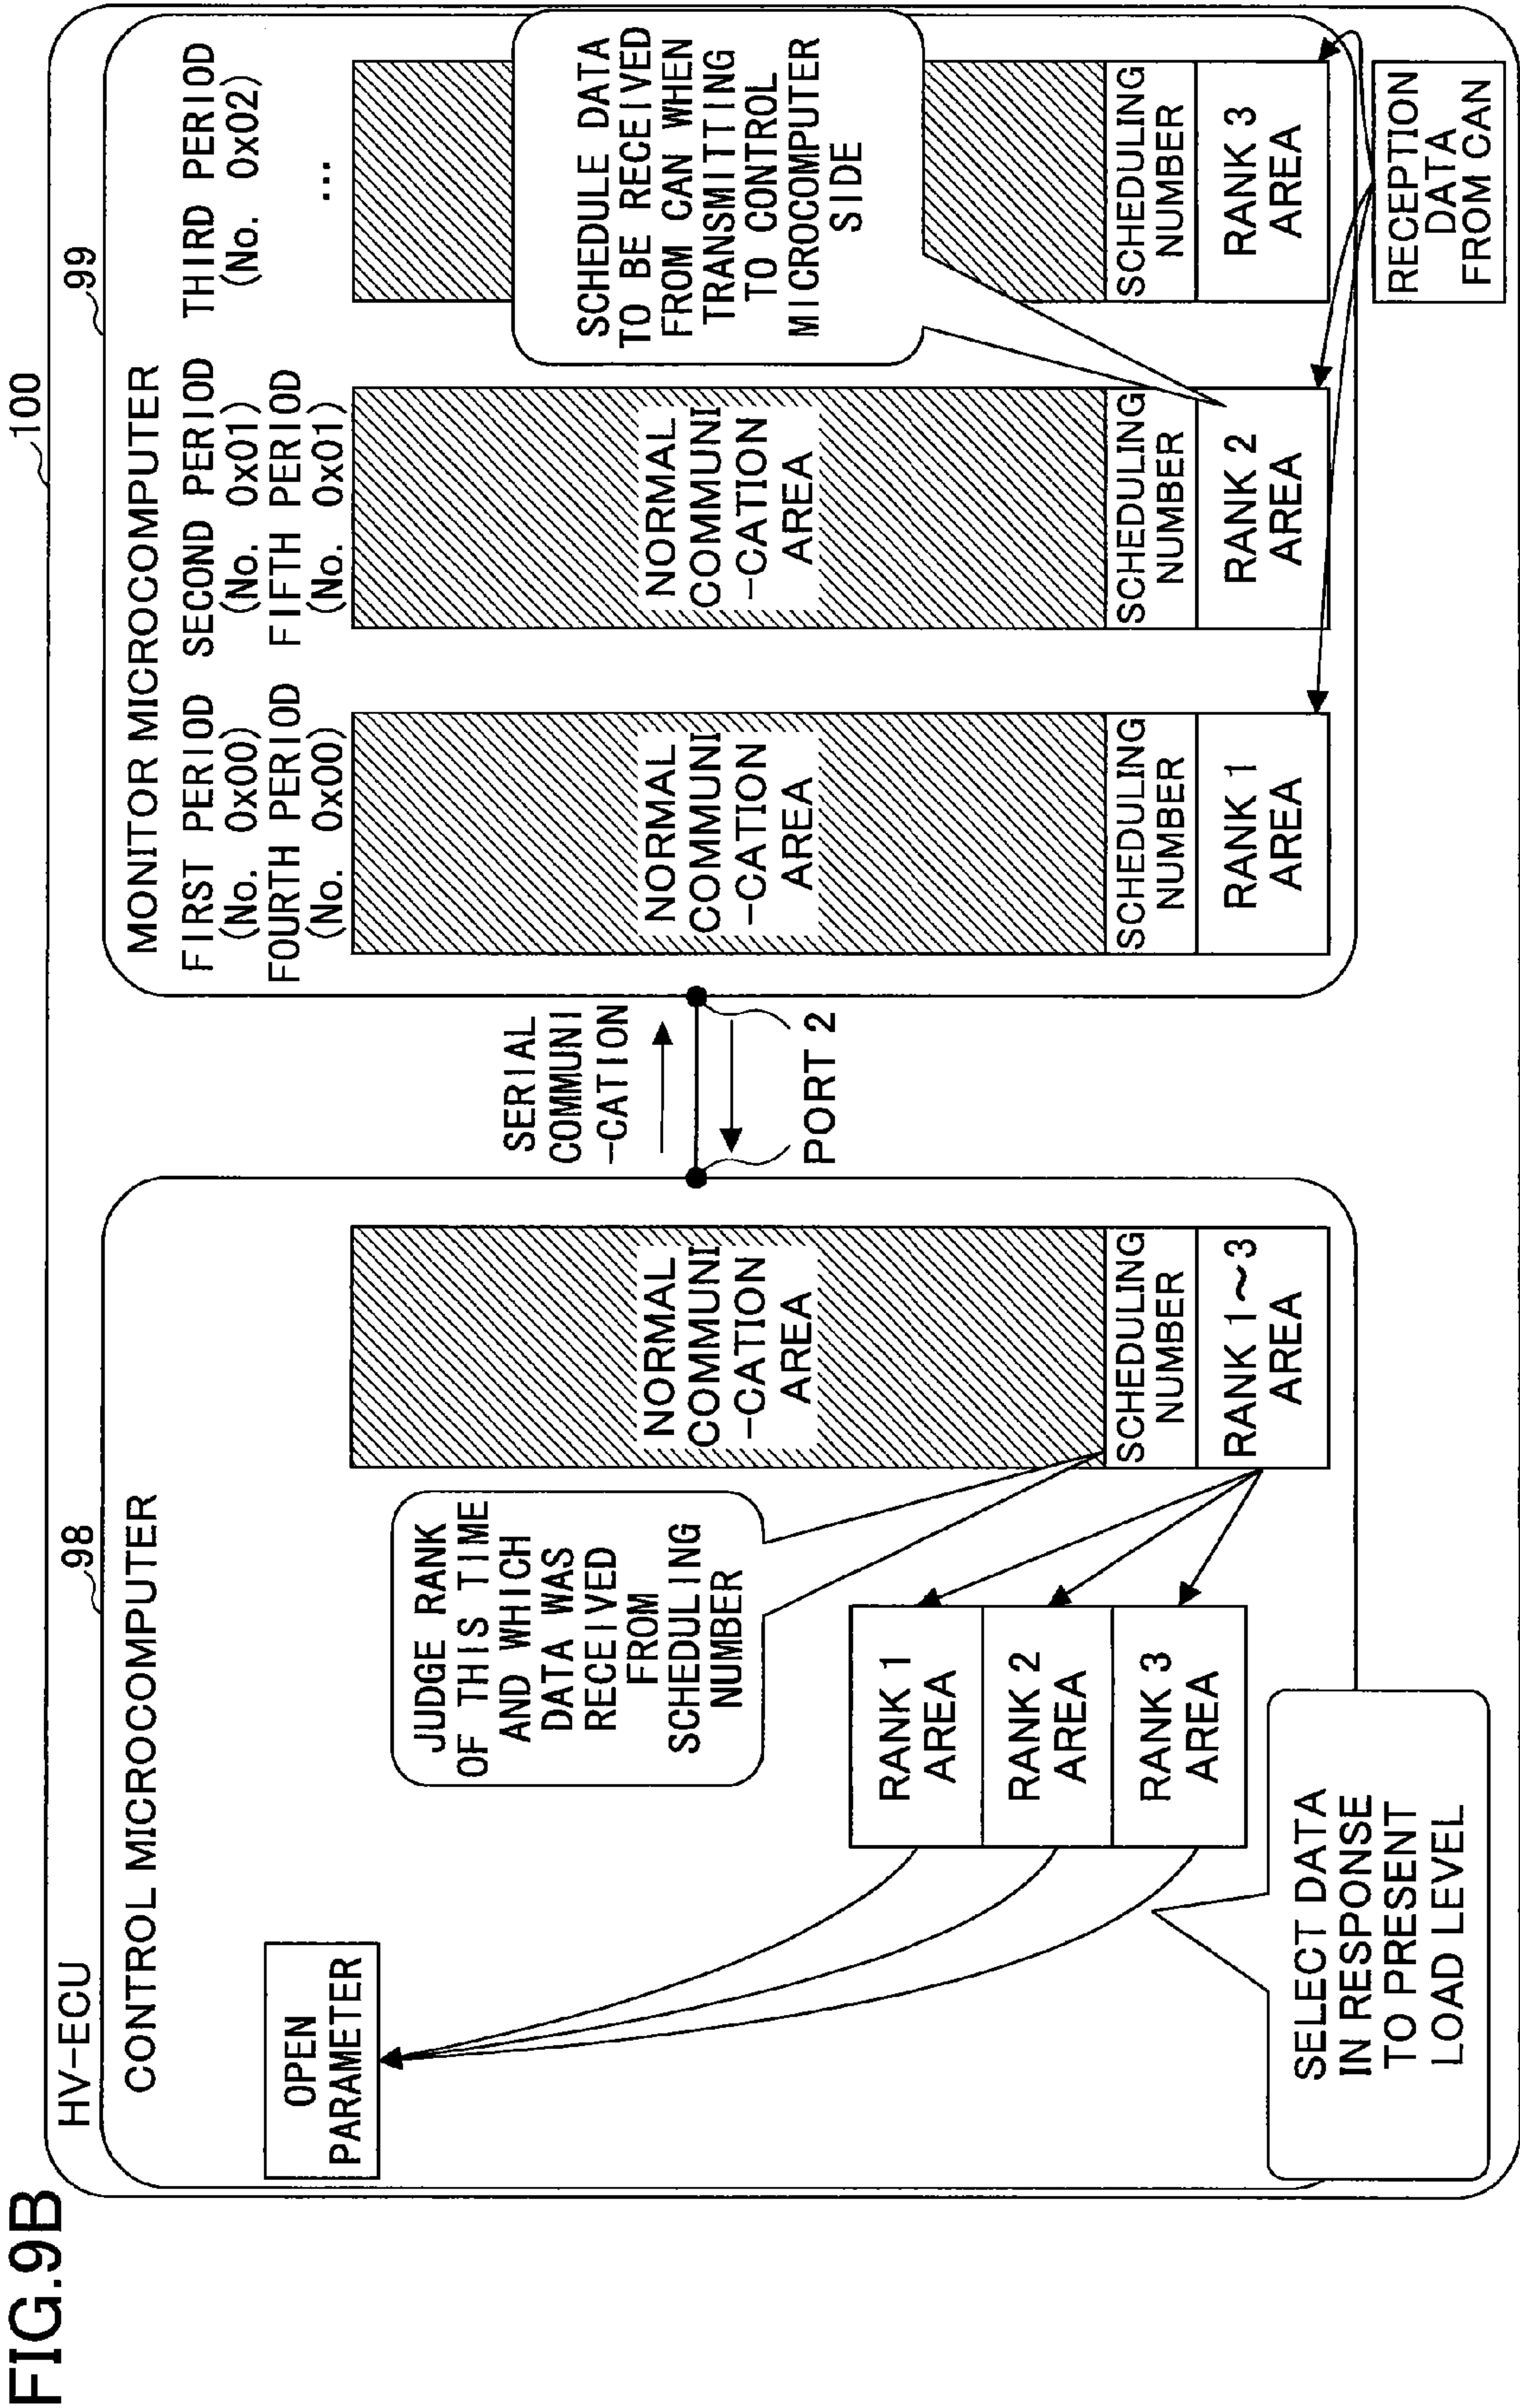 FIG.9B
100
HV-ECU
98
CONTROL MICROCOMPUTER
OPEN
PARAMETER
JUDGE RANK
OF THIS TIME
AND WHICH
DATA WAS
RECEIVED
FROM
SCHEDULING
NUMBER
RANK 1
AREA
RANK 2
AREA
RANK 3
AREA
SELECT DATA
IN RESPONSE
TO PRESENT
LOAD LEVEL
NORMAL
COMMUNI
-CATION
AREA
SCHEDULING
NUMBER
RANK 1~3
AREA
SERIAL
COMMUNI
-CATION
PORT 2
99
MONITOR MICROCOMPUTER
FIRST PERIOD
(No. 0x00)
FOURTH PERIOD
(No. 0x00)
NORMAL
COMMUNI
-CATION
AREA
SCHEDULING
NUMBER
RANK 1
AREA
SECOND PERIOD
(No. 0x01)
FIFTH PERIOD
(No. 0x01)
NORMAL
COMMUNI
-CATION
AREA
SCHEDULING
NUMBER
RANK 2
AREA
THIRD PERIOD
(No. 0x02)
...
SCHEDULE DATA
TO BE RECEIVED
FROM CAN WHEN
TRANSMITTING
TO CONTROL
MICROCOMPUTER
SIDE
SCHEDULING
NUMBER
RANK 3
AREA
RECEPTION
DATA
FROM CAN